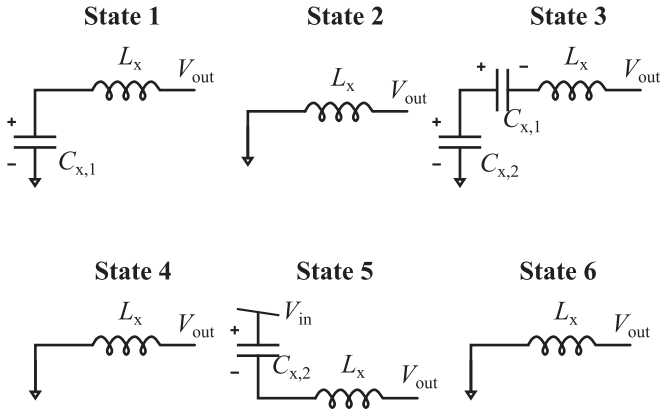 State 1
State 2
State 3
Lx
Vout
+
−
Cx,1
Lx
Vout
+ −
Lx
Vout
Cx,1
+
−
Cx,2
State 4
State 5
State 6
Lx
Vout
Vin
+
−
Cx,2
Lx
Vout
Lx
Vout